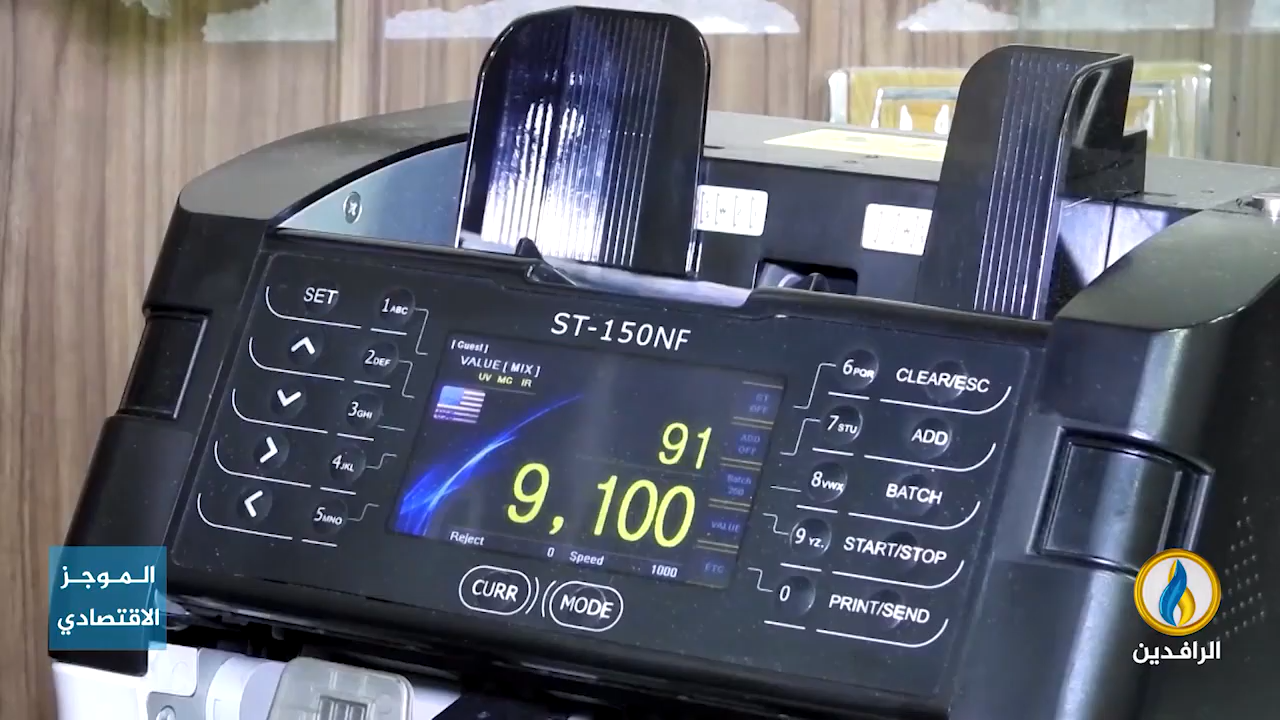 ST-150NF
SET
1ABC
2DEF
3GHI
4JKL
5MNO
[ Guest ]
VALUE [ MIX ]
UV MG IR
91
9,100
ST
OFF
ADD
OFF
Batch
VALUE
Reject 0 Speed 1000
CURR
MODE
6PQR
CLEAR/ESC
7STU
ADD
8VWX
BATCH
9YZ.
START/STOP
0
PRINT/SEND
الموجز
الاقتصادي
الرافدين